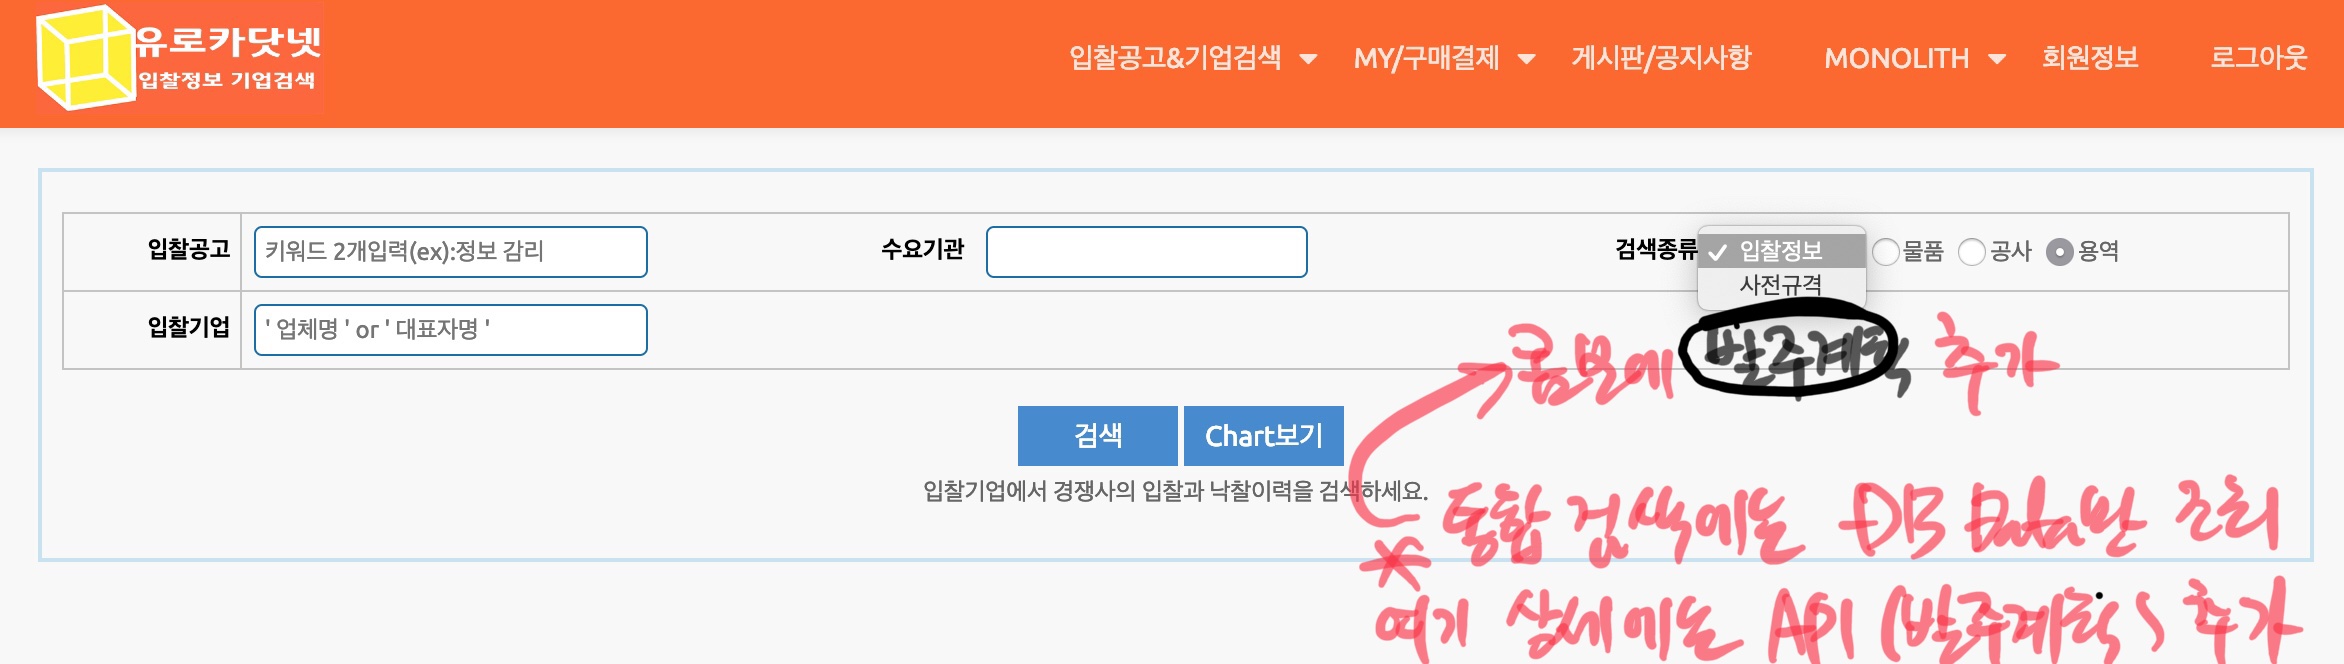 유로카닷넷
입찰정보 기업검색
입찰공고&기업검색 MY/구매결제 게시판/공지사항 MONOLITH 회원정보 로그아웃
입찰공고 키워드 2개입력(ex):정보 감리 수요기관 검색종류 ✓ 입찰정보 물품 공사 용역
사전규격
입찰기업 ' 업체명 ' or ' 대표자명 '
콤보에 발주계획 추가
검색 Chart보기
입찰기업에서 경쟁사의 입찰과 낙찰이력을 검색하세요.
* 통합 검색에는 DB Data만 조회
여기 상세에는 API (발주계획) 추가